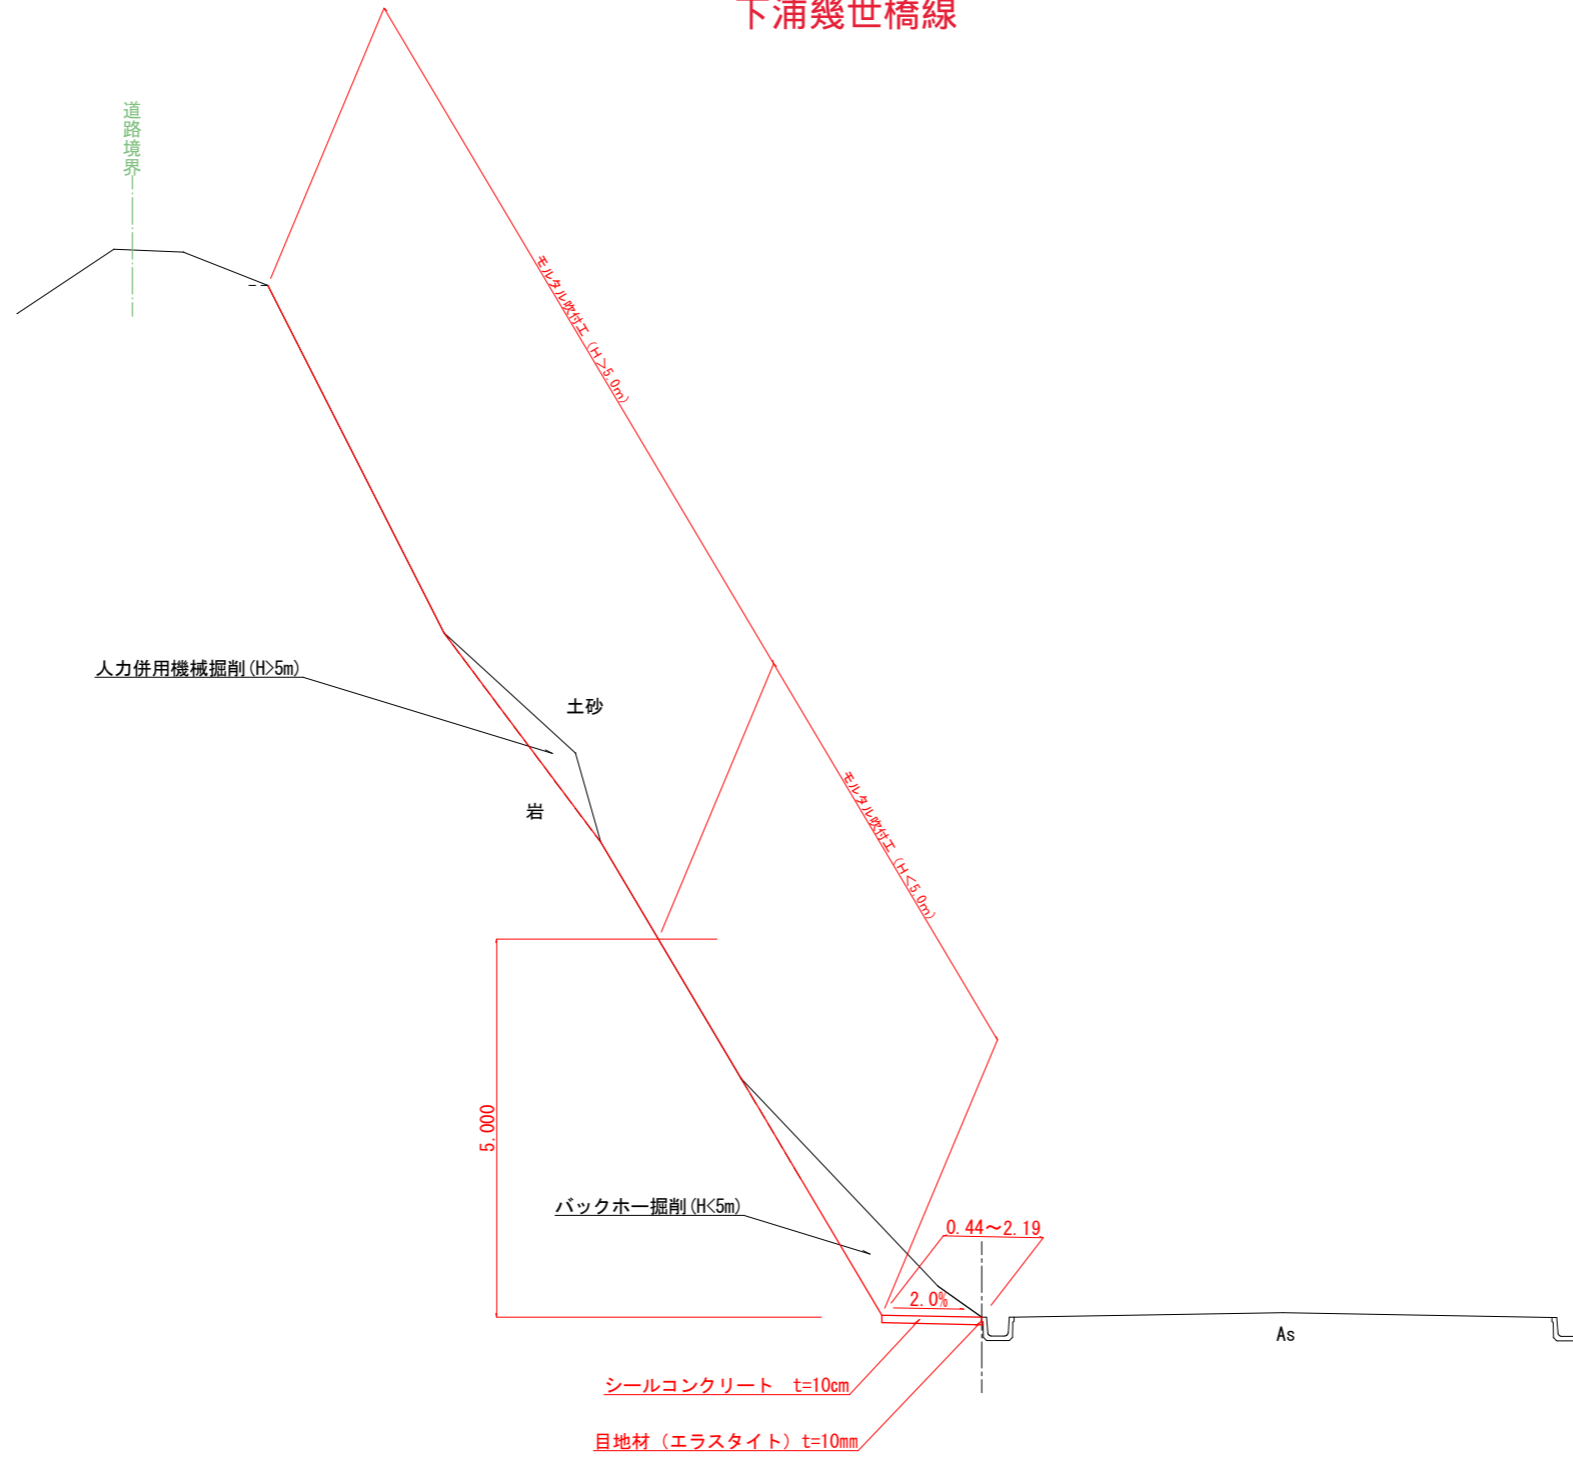 下浦幾世橋線
道路境界
モルタル吹付工（H＞5.0m）
人力併用機械掘削(H>5m)
土砂
岩
モルタル吹付工（H＜5.0m）
5.000
バックホー掘削(H<5m)
0.44～2.19
2.0%
As
シールコンクリート　t=10cm
目地材（エラスタイト）t=10mm